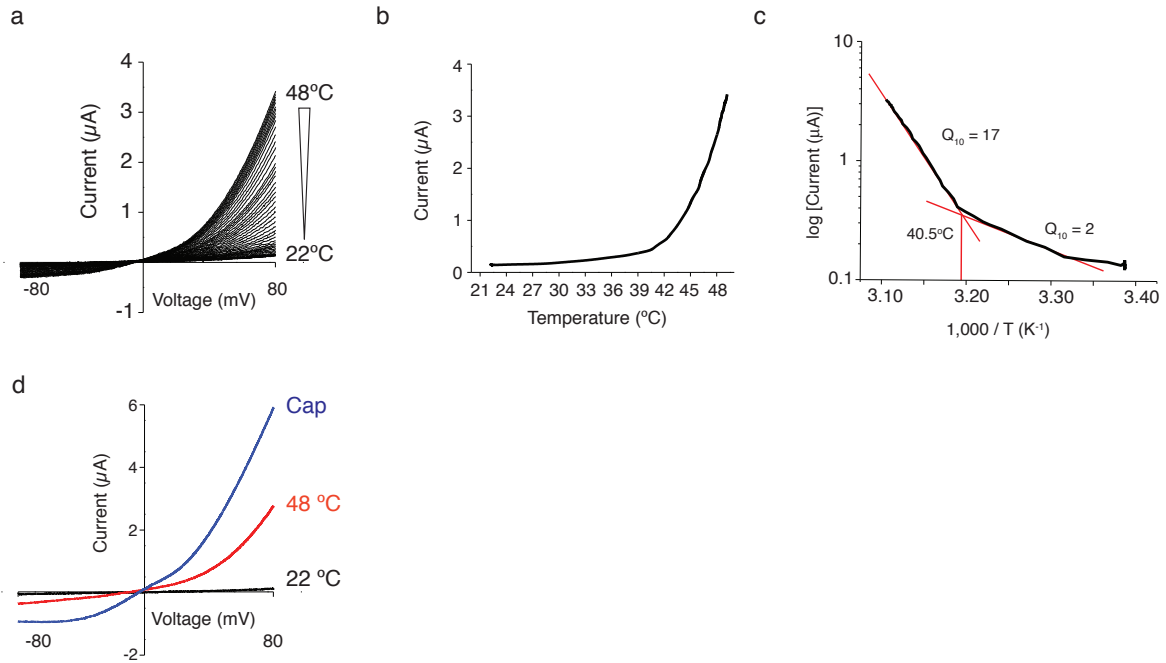 a
4
3
2
1
-1
Current (µA)
-80
80
Voltage (mV)
48ºC
22ºC
b
4
3
2
1
0
Current (µA)
21 24 27 30 33 36 39 42 45 48
Temperature (ºC)
c
10
1
0.1
log [Current (µA)]
Q10 = 17
40.5ºC
Q10 = 2
3.10 3.20 3.30 3.40
1,000 / T (K-1)
d
6
4
2
-2
Current (µA)
Cap
48 ºC
22 ºC
Voltage (mV)
-80
80